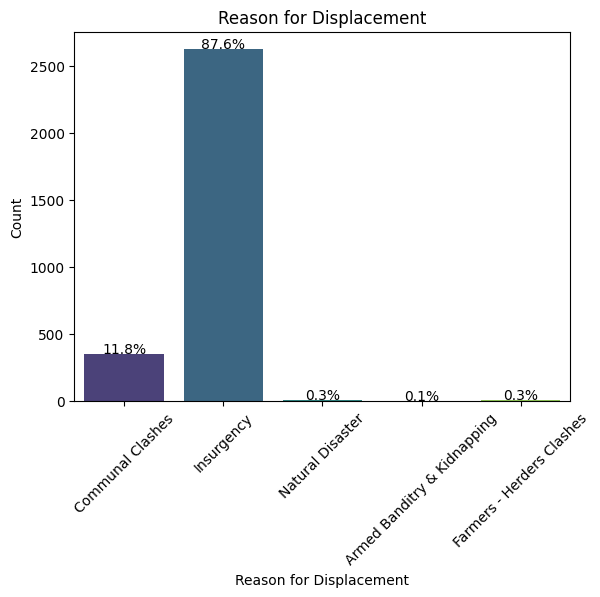 Reason for Displacement
87.6%
2500
2000
1500
1000
500
0
Count
11.8%
0.3%
0.1%
0.3%
Communal Clashes
Insurgency
Natural Disaster
Armed Banditry & Kidnapping
Farmers - Herders Clashes
Reason for Displacement